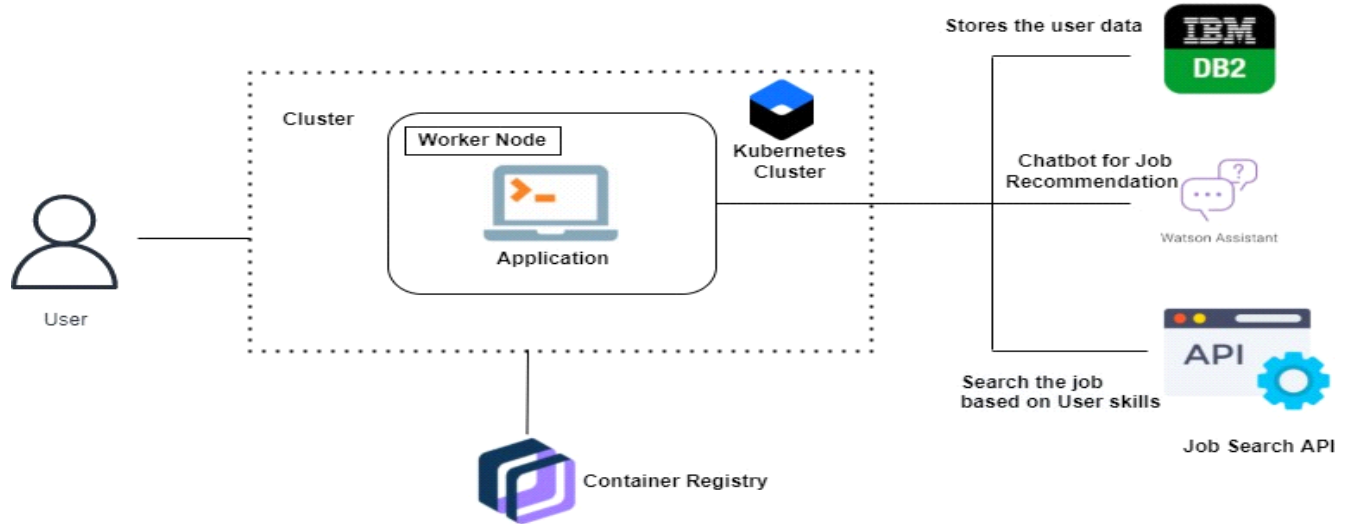 Stores the user data
IBM
DB2
Cluster
Worker Node
Kubernetes
Cluster
Application
Chatbot for Job
Recommendation
?
Watson Assistant
User
API
Search the job
based on User skills
Job Search API
Container Registry